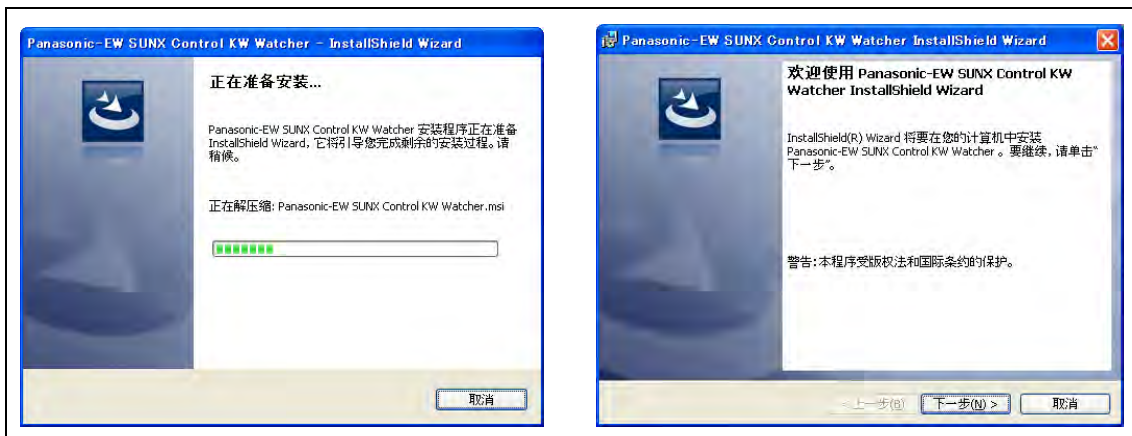 Panasonic-EW SUNX Control KW Watcher - InstallShield Wizard
正在准备安装...
Panasonic-EW SUNX Control KW Watcher 安装程序正在准备
InstallShield Wizard, 它将引导您完成剩余的安装过程。请
稍候。
正在解压缩: Panasonic-EW SUNX Control KW Watcher.msi
取消
Panasonic-EW SUNX Control KW Watcher InstallShield Wizard
欢迎使用 Panasonic-EW SUNX Control KW
Watcher InstallShield Wizard
InstallShield(R) Wizard 将要在您的计算机中安装
Panasonic-EW SUNX Control KW Watcher 。要继续, 请单击“
下一步”。
警告: 本程序受版权法和国际条约的保护。
< 上一步(B)
下一步(N) >
取消